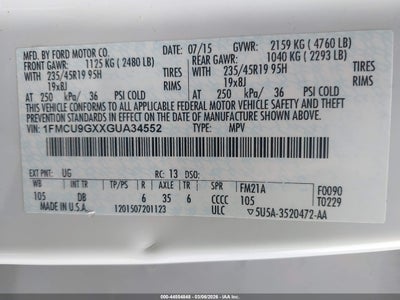 MFD. BY FORD MOTOR CO.
07/15 GVWR: 2159 KG ( 4760 LB)
FRONT GAWR: 1125 KG ( 2480 LB)
REAR GAWR: 1040 KG ( 2293 LB)
235/45R19 95H TIRES 235/45R19 95H TIRES
WITH 19x8J RIMS WITH 19x8J RIMS
AT 250 kPa/ 36 PSI COLD AT 250 kPa/ 36 PSI COLD
THIS VEHICLE CONFORMS TO ALL APPLICABLE FEDERAL MOTOR VEHICLE
SAFETY AND THEFT PREVENTION STANDARDS IN EFFECT ON THE DATE OF
MANUFACTURE SHOWN ABOVE.
VIN: 1FMCU9GXXGUA34552
TYPE: MPV
EXT PNT: UG RC: 13 DSO:
WB INT TR TP/PS R AXLE TR SPR FM21A F0090
105 DB 6 35 6 CCCC 105 T0229
MADE IN U.S.A. 1201507201123 ULC 5U5A-3520472-AA
ID: 000-44554848 - IAA - 03/06/2026